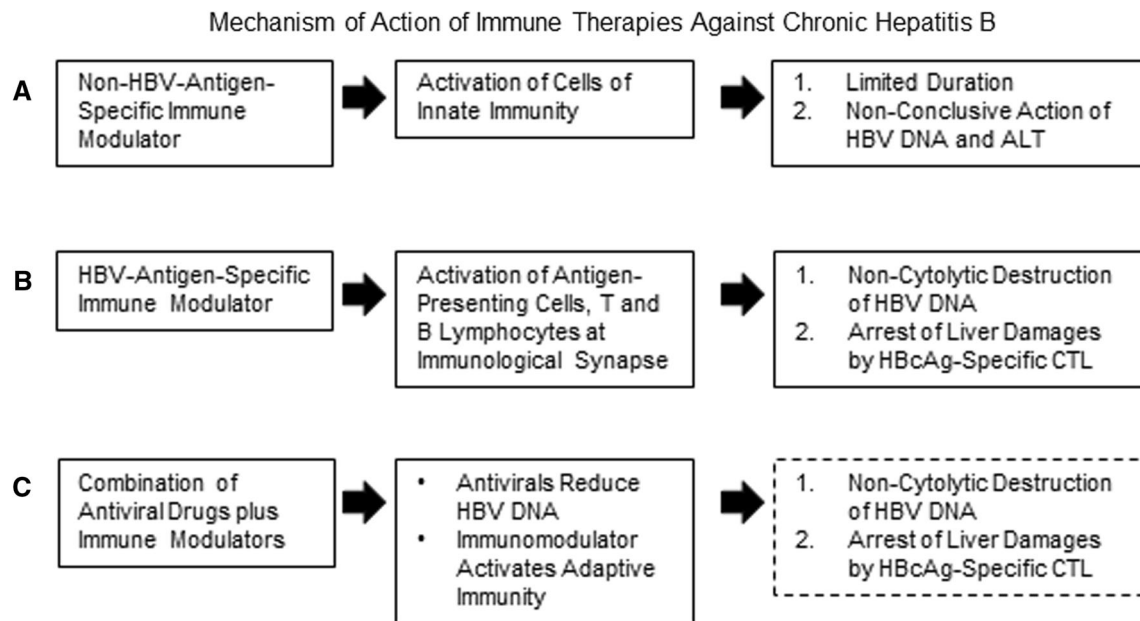 Mechanism of Action of Immune Therapies Against Chronic Hepatitis B
A
Non-HBV-Antigen-
Specific Immune
Modulator
Activation of Cells of
Innate Immunity
1. Limited Duration
2. Non-Conclusive Action of
HBV DNA and ALT
B
HBV-Antigen-Specific
Immune Modulator
Activation of Antigen-
Presenting Cells, T and
B Lymphocytes at
Immunological Synapse
1. Non-Cytolytic Destruction
of HBV DNA
2. Arrest of Liver Damages
by HBcAg-Specific CTL
C
Combination of
Antiviral Drugs plus
Immune Modulators
• Antivirals Reduce
HBV DNA
• Immunomodulator
Activates Adaptive
Immunity
1. Non-Cytolytic Destruction
of HBV DNA
2. Arrest of Liver Damages
by HBcAg-Specific CTL